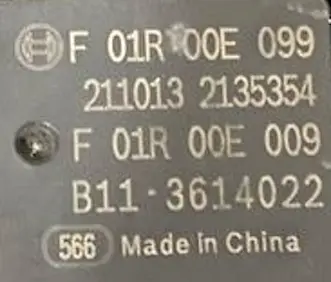 F 01R 00E 099
211013 2135354
F 01R 00E 009
B11-3614022
566 Made in China